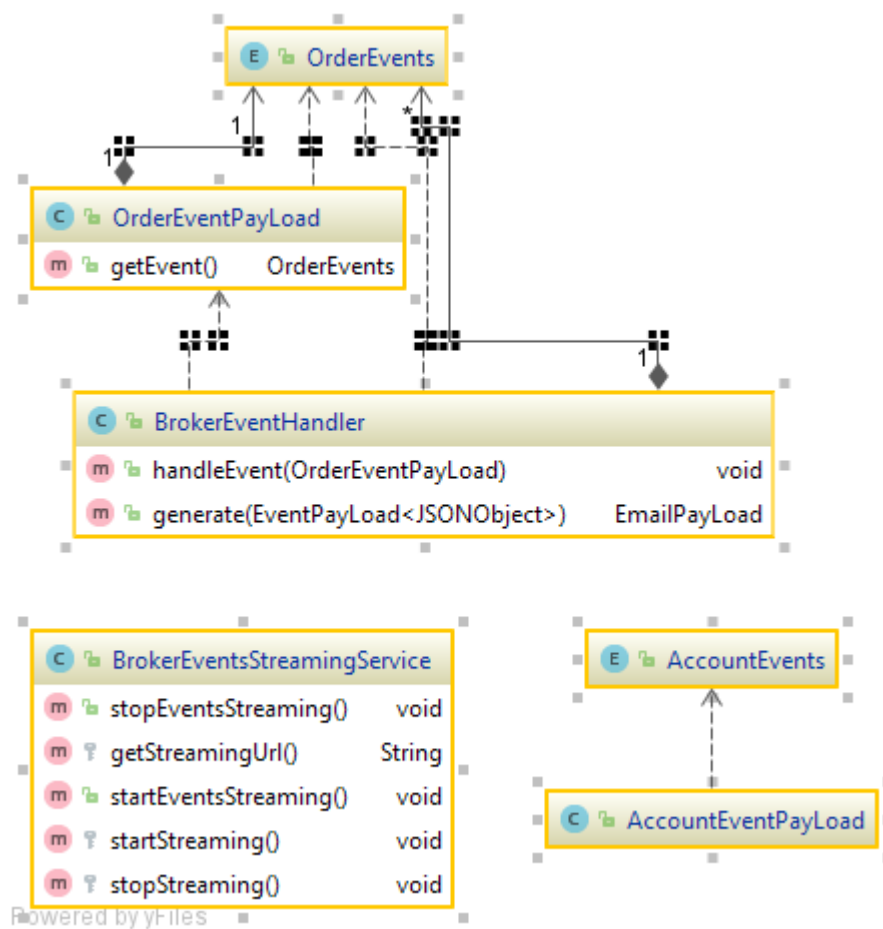 E OrderEvents
*
1
1
C OrderEventPayLoad
m getEvent() OrderEvents
1
C BrokerEventHandler
m handleEvent(OrderEventPayLoad) void
m generate(EventPayLoad<JSONObject>) EmailPayLoad
C BrokerEventsStreamingService
m stopEventsStreaming() void
m getStreamingUrl() String
m startEventsStreaming() void
m startStreaming() void
m stopStreaming() void
E AccountEvents
C AccountEventPayLoad
Powered by yFiles